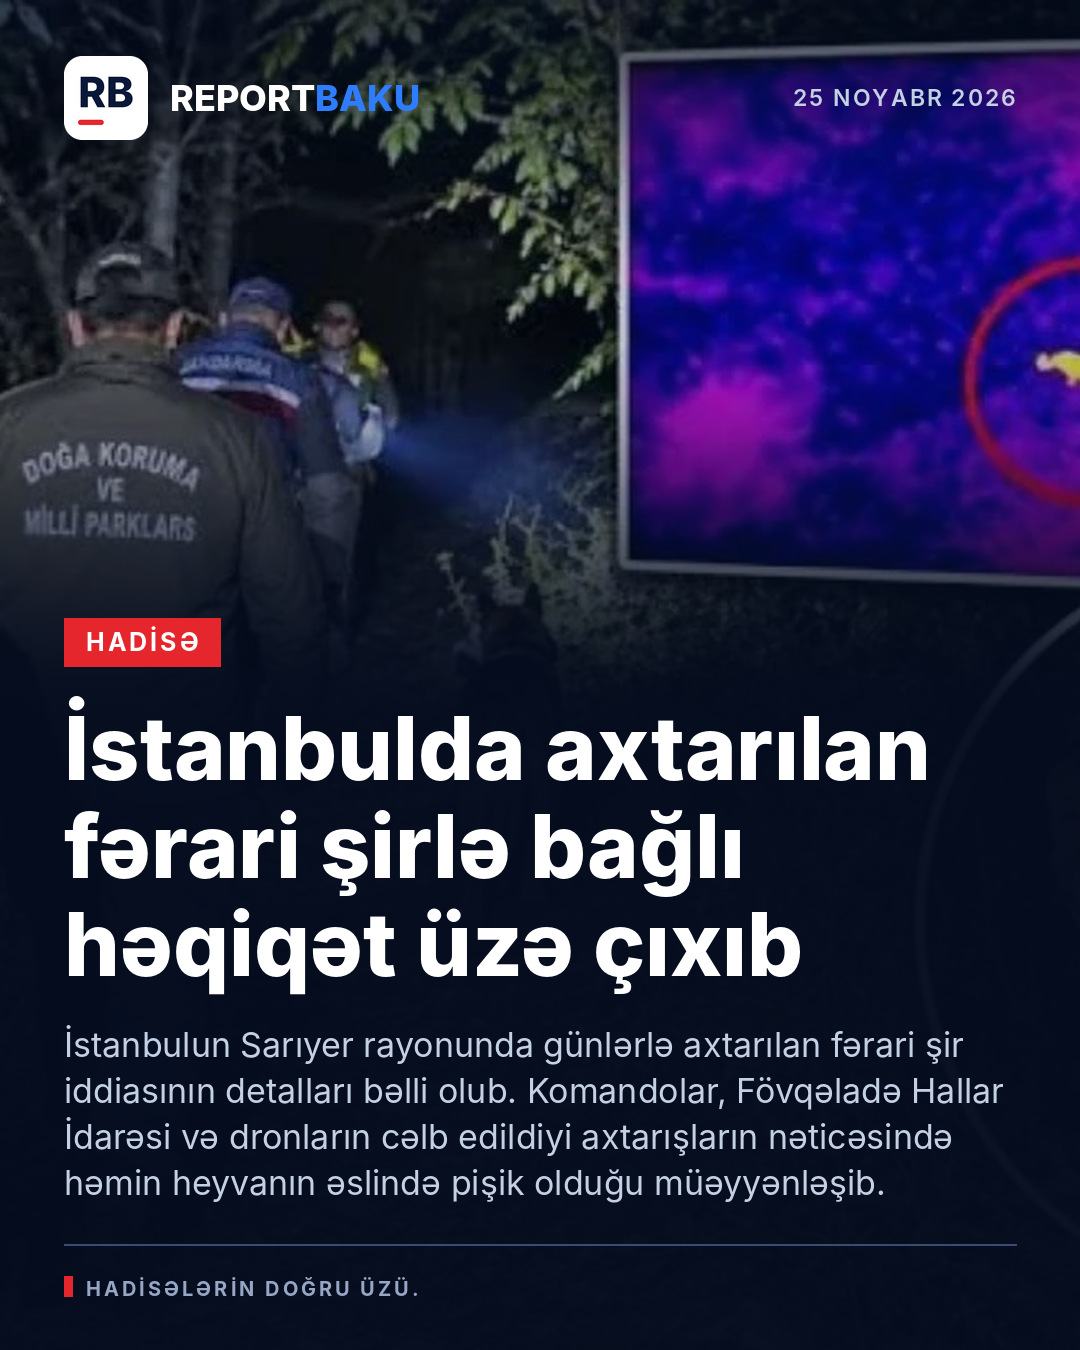 RB
REPORTBAKU
25 NOYABR 2026
JANDARMA
DOĞA KORUMA
VE
MİLLİ PARKLARS
HADİSƏ
İstanbulda axtarılan
fərari şirlə bağlı
həqiqət üzə çıxıb
İstanbulun Sarıyer rayonunda günlərlə axtarılan fərari şir
iddiasının detalları bəlli olub. Komandolar, Fövqəladə Hallar
İdarəsi və dronların cəlb edildiyi axtarışların nəticəsində
həmin heyvanın əslində pişik olduğu müəyyənləşib.
HADİSƏLƏRİN DOĞRU ÜZÜ.